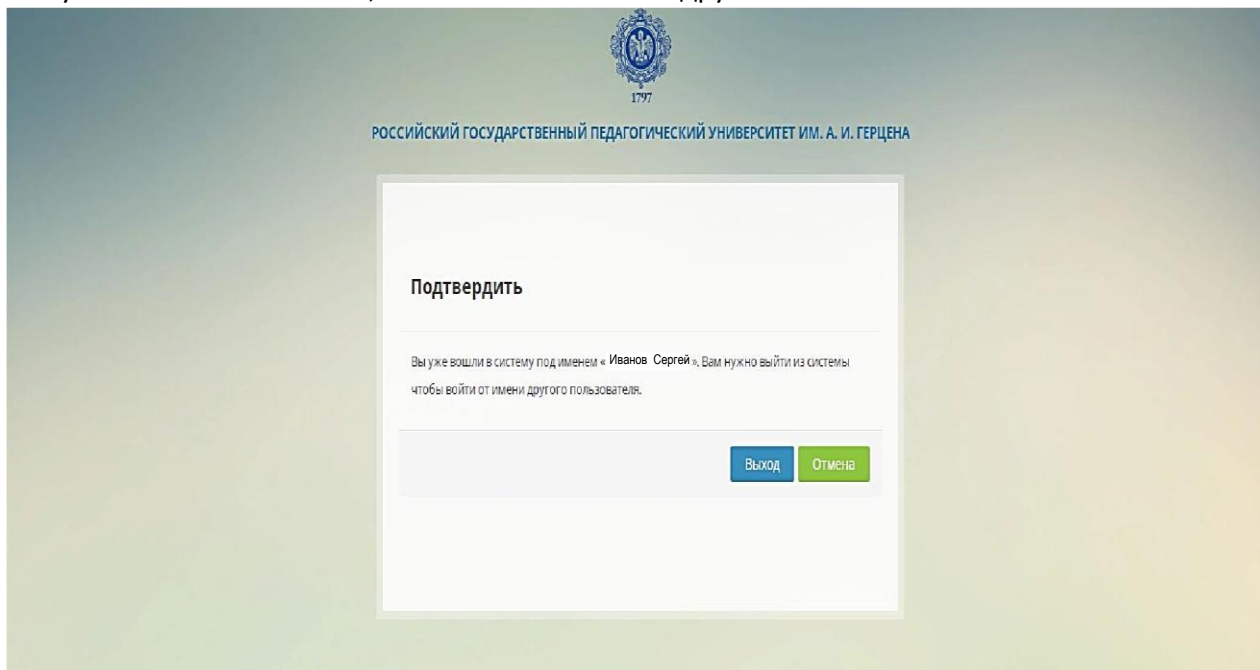 1797
РОССИЙСКИЙ ГОСУДАРСТВЕННЫЙ ПЕДАГОГИЧЕСКИЙ УНИВЕРСИТЕТ ИМ. А. И. ГЕРЦЕНА
Подтвердить
Вы уже вошли в систему под именем « Иванов Сергей ». Вам нужно выйти из системы
чтобы войти от имени другого пользователя.
Выход Отмена